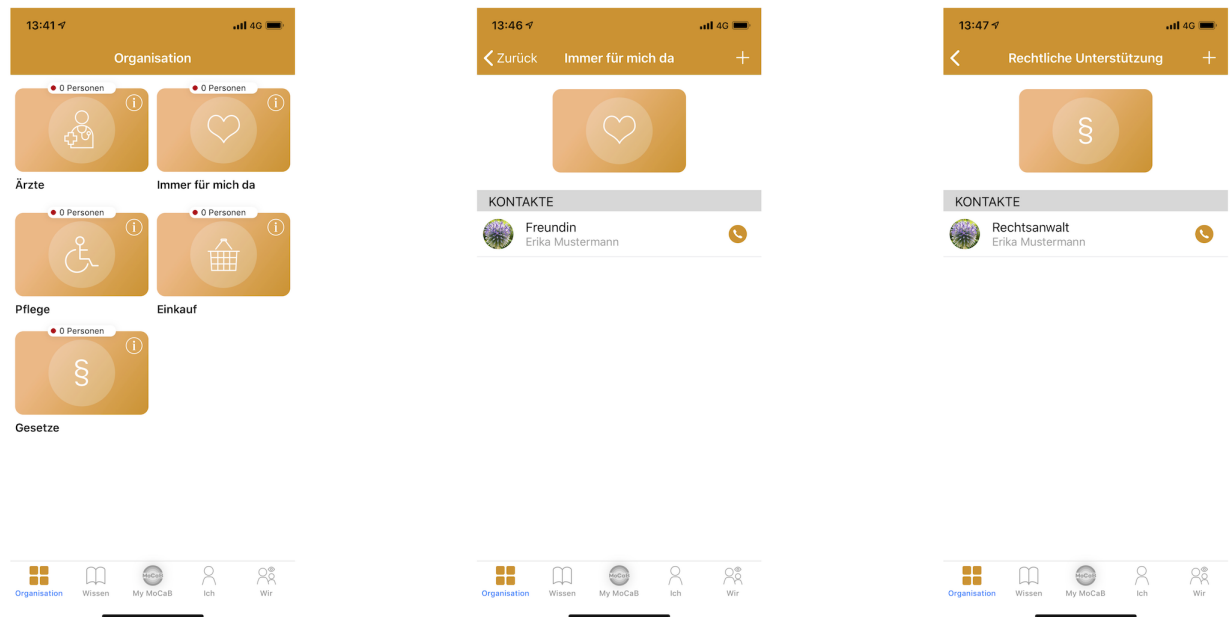 13:41
4G
Organisation
0 Personen
0 Personen
Ärzte
Immer für mich da
0 Personen
0 Personen
Pflege
Einkauf
0 Personen
§
Gesetze
Organisation
Wissen
MoCaB
My MoCaB
Ich
Wir
13:46
4G
Zurück
Immer für mich da
KONTAKTE
Freundin
Erika Mustermann
Organisation
Wissen
MoCaB
My MoCaB
Ich
Wir
13:47
4G
Rechtliche Unterstützung
§
KONTAKTE
Rechtsanwalt
Erika Mustermann
Organisation
Wissen
MoCaB
My MoCaB
Ich
Wir